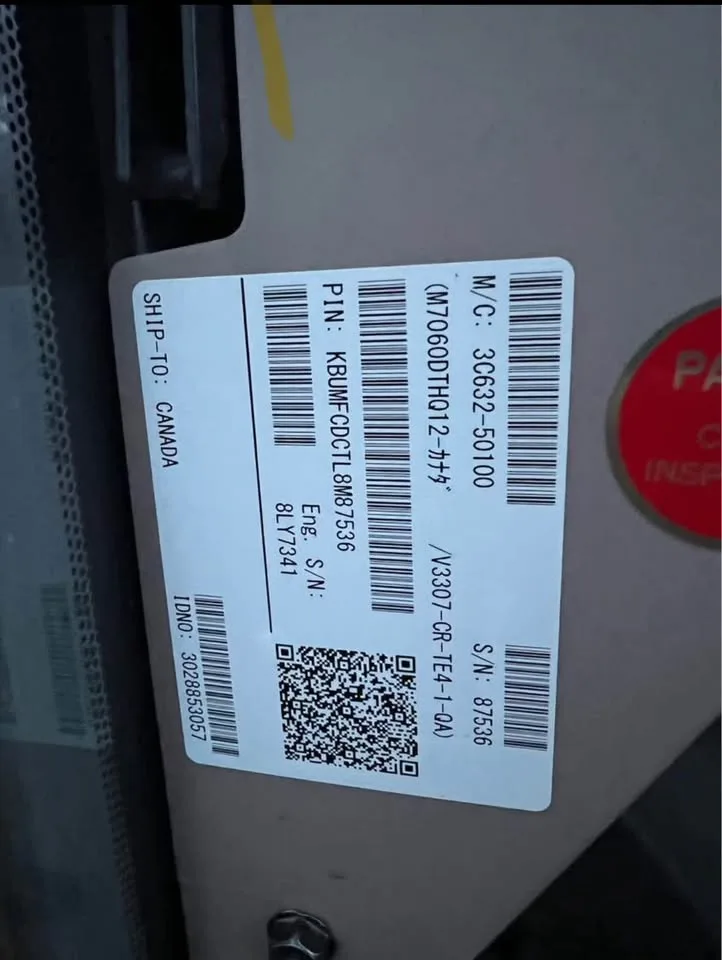 M/C: 3C632-50100
S/N: 87536
(M7060DTHQ12-ｶﾅﾀﾞ /V3307-CR-TE4-1-QA)
PIN: KBUMFCDCTL8M87536
Eng. S/N:
8LY7341
SHIP-TO: CANADA
IDNO: 3028853057